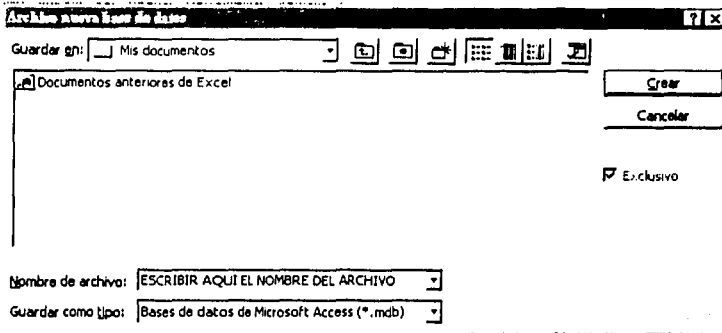 Archivo nueva base de datos
Guardar en: Mis documentos
Documentos anteriores de Excel
Crear
Cancelar
Exclusivo
Nombre de archivo: ESCRIBIR AQUI EL NOMBRE DEL ARCHIVO
Guardar como tipo: Bases de datos de Microsoft Access (*.mdb)